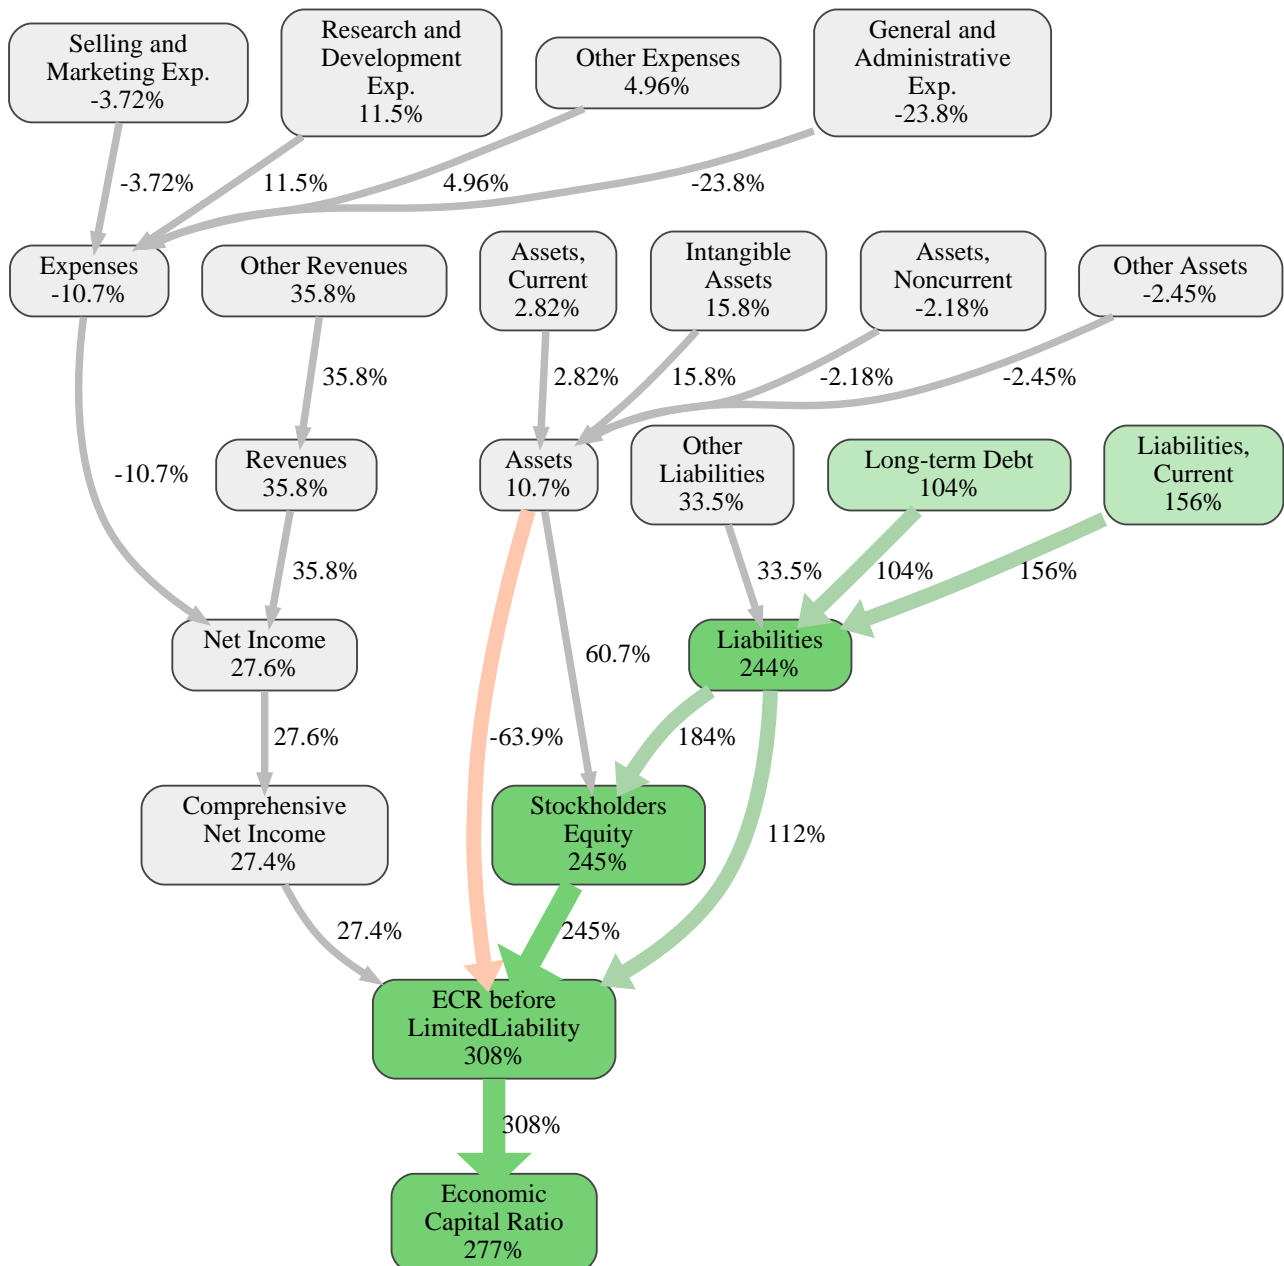 Selling and
Marketing Exp.
-3.72%
Research and
Development
Exp.
11.5%
Other Expenses
4.96%
General and
Administrative
Exp.
-23.8%
-3.72%
11.5%
4.96%
-23.8%
Expenses
-10.7%
Other Revenues
35.8%
Assets,
Current
2.82%
Intangible
Assets
15.8%
Assets,
Noncurrent
-2.18%
Other Assets
-2.45%
35.8%
2.82%
15.8%
-2.18%
-2.45%
-10.7%
Revenues
35.8%
Assets
10.7%
Other
Liabilities
33.5%
Long-term Debt
104%
Liabilities,
Current
156%
35.8%
33.5%
104%
156%
Net Income
27.6%
60.7%
Liabilities
244%
27.6%
-63.9%
184%
Comprehensive
Net Income
27.4%
Stockholders
Equity
245%
112%
27.4%
245%
ECR before
LimitedLiability
308%
308%
Economic
Capital Ratio
277%